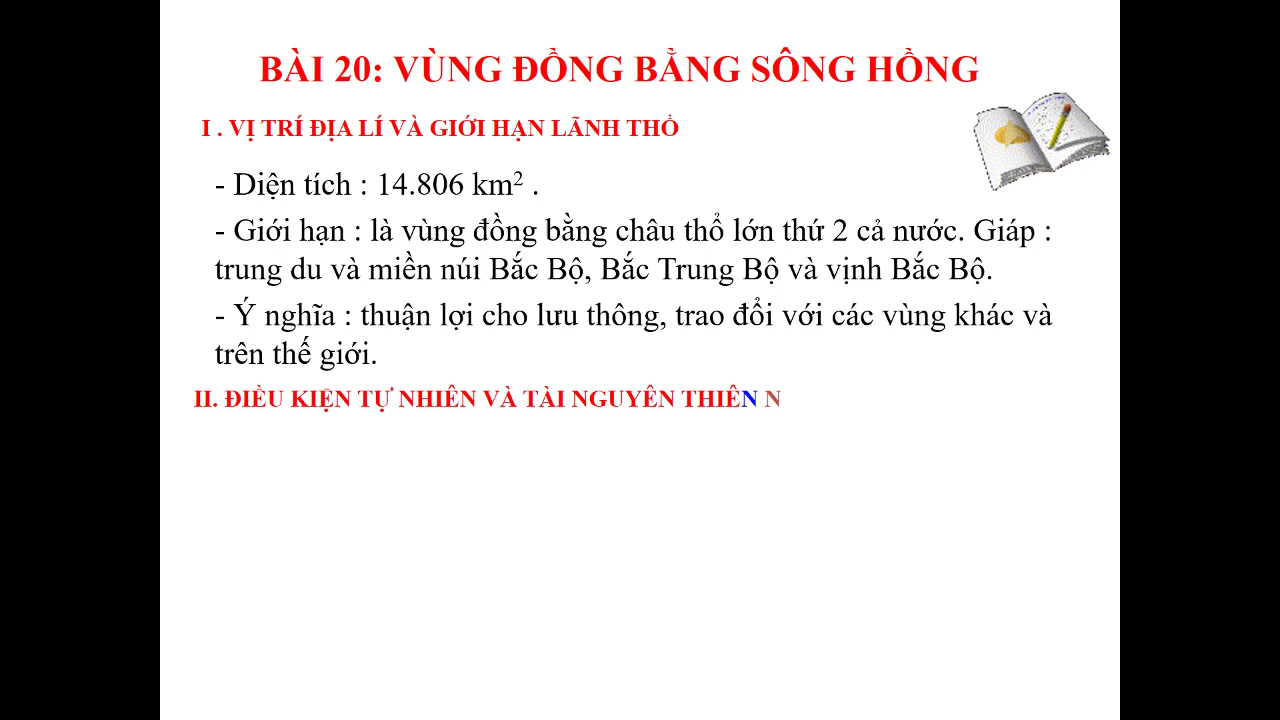 BÀI 20: VÙNG ĐỒNG BẰNG SÔNG HỒNG
I . VỊ TRÍ ĐỊA LÍ VÀ GIỚI HẠN LÃNH THỔ
- Diện tích : 14.806 km² .
- Giới hạn : là vùng đồng bằng châu thổ lớn thứ 2 cả nước. Giáp :
trung du và miền núi Bắc Bộ, Bắc Trung Bộ và vịnh Bắc Bộ.
- Ý nghĩa : thuận lợi cho lưu thông, trao đổi với các vùng khác và
trên thế giới.
II. ĐIỀU KIỆN TỰ NHIÊN VÀ TÀI NGUYÊN THIÊN N